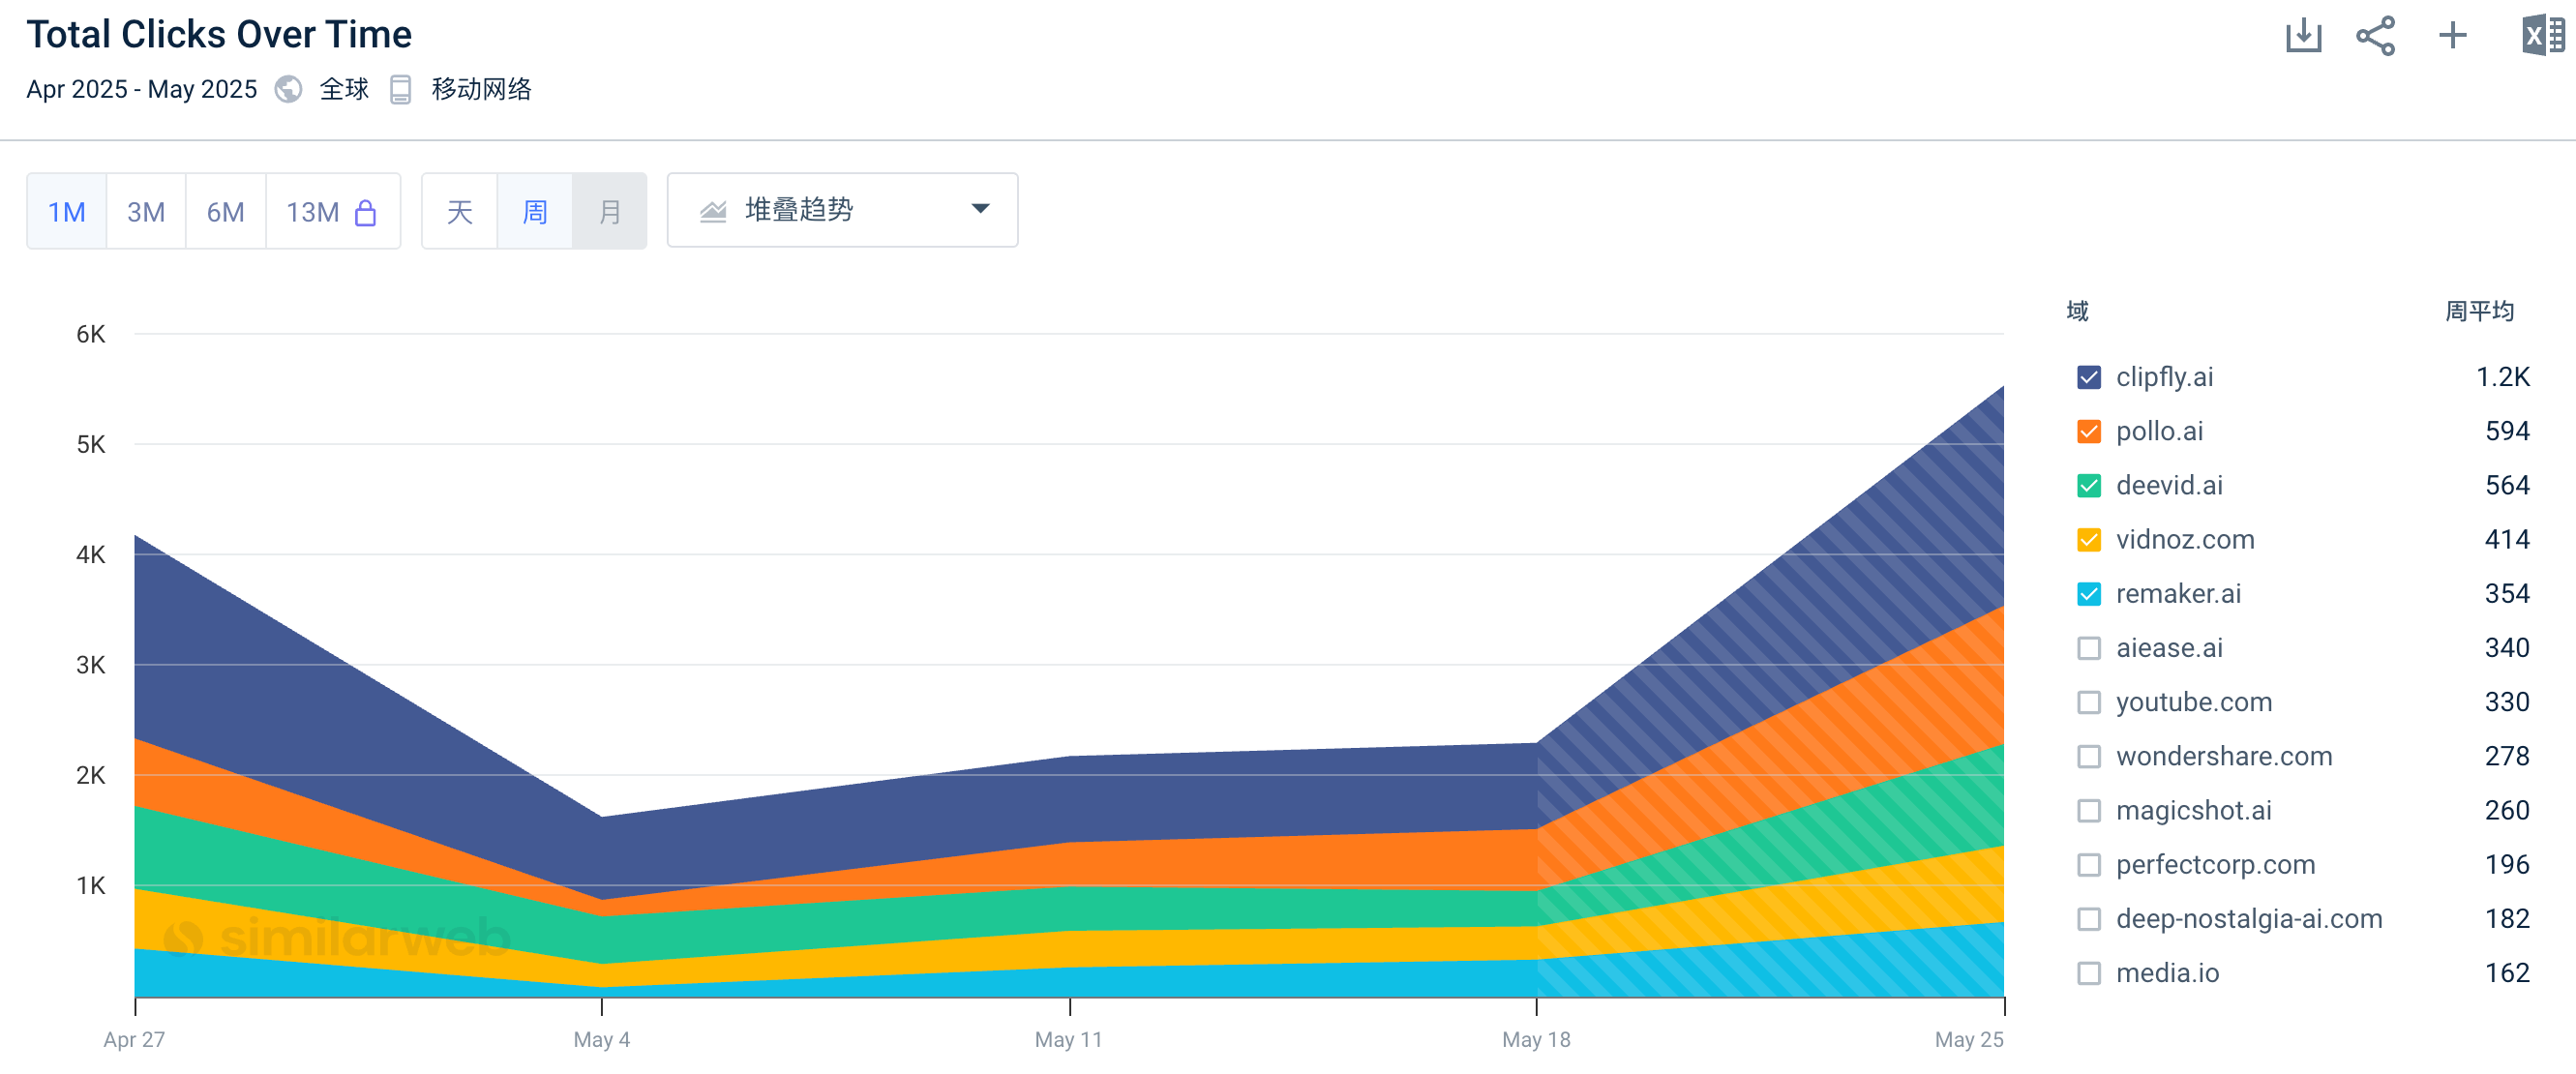 Total Clicks Over Time
Apr 2025 - May 2025 全球 移动网络
1M 3M 6M 13M 天 周 月 堆叠趋势
6K
5K
4K
3K
2K
1K
similarweb
Apr 27 May 4 May 11 May 18 May 25
域 周平均
clipfly.ai 1.2K
pollo.ai 594
deevid.ai 564
vidnoz.com 414
remaker.ai 354
aiease.ai 340
youtube.com 330
wondershare.com 278
magicshot.ai 260
perfectcorp.com 196
deep-nostalgia-ai.com 182
media.io 162
X